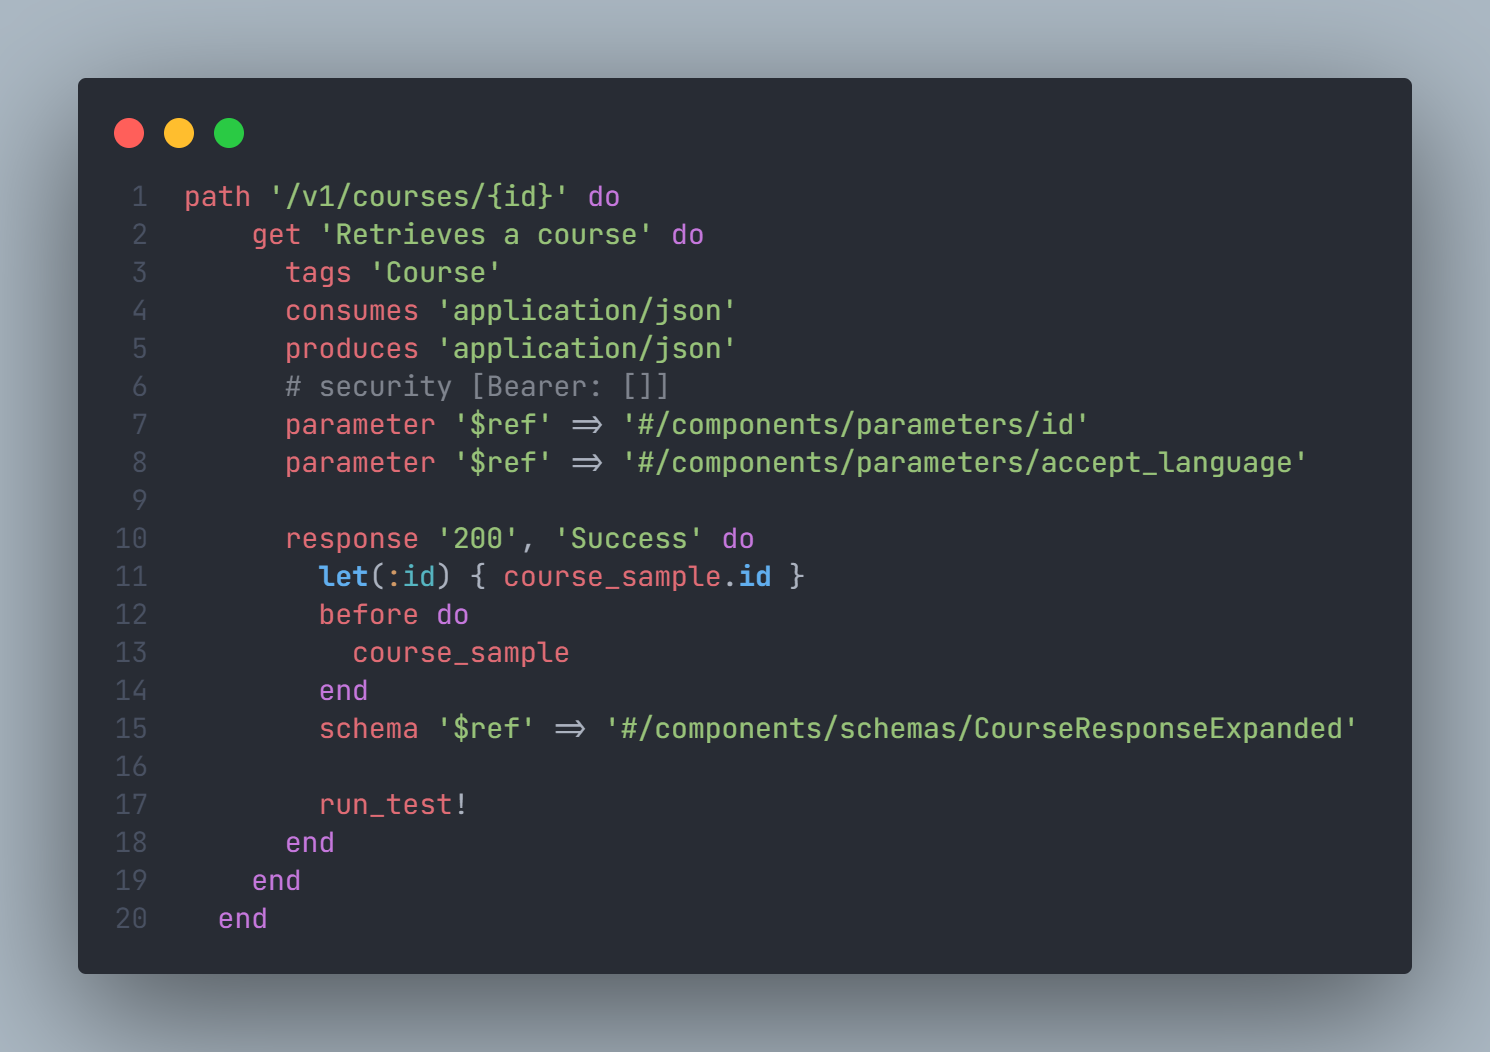 1 path '/v1/courses/{id}' do
2 get 'Retrieves a course' do
3 tags 'Course'
4 consumes 'application/json'
5 produces 'application/json'
6 # security [Bearer: []]
7 parameter '$ref' => '#/components/parameters/id'
8 parameter '$ref' => '#/components/parameters/accept_language'
9
10 response '200', 'Success' do
11 let(:id) { course_sample.id }
12 before do
13 course_sample
14 end
15 schema '$ref' => '#/components/schemas/CourseResponseExpanded'
16
17 run_test!
18 end
19 end
20 end